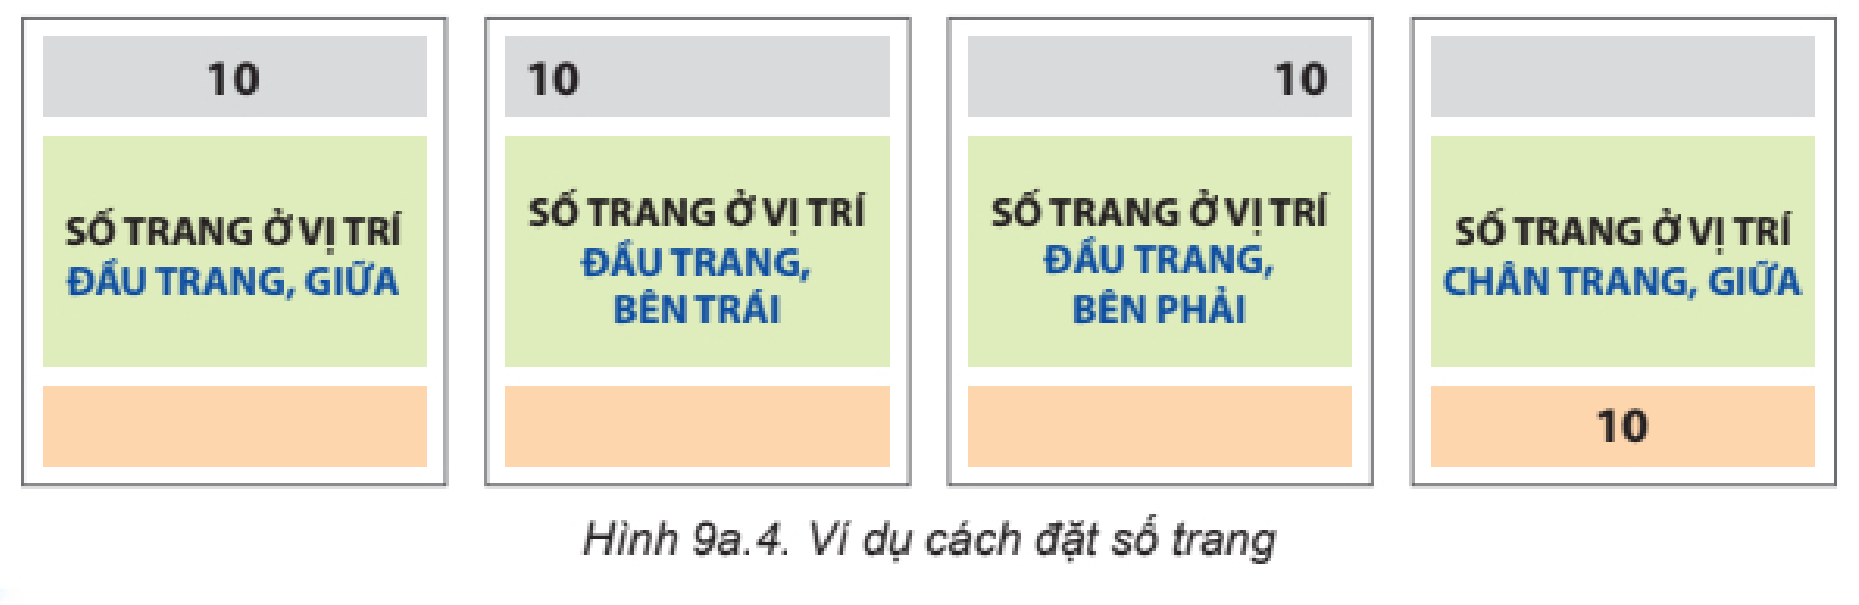 10
SỐ TRANG Ở VỊ TRÍ
ĐẦU TRANG, GIỮA
10
SỐ TRANG Ở VỊ TRÍ
ĐẦU TRANG,
BÊN TRÁI
10
SỐ TRANG Ở VỊ TRÍ
ĐẦU TRANG,
BÊN PHẢI
SỐ TRANG Ở VỊ TRÍ
CHÂN TRANG, GIỮA
10
Hình 9a.4. Ví dụ cách đặt số trang